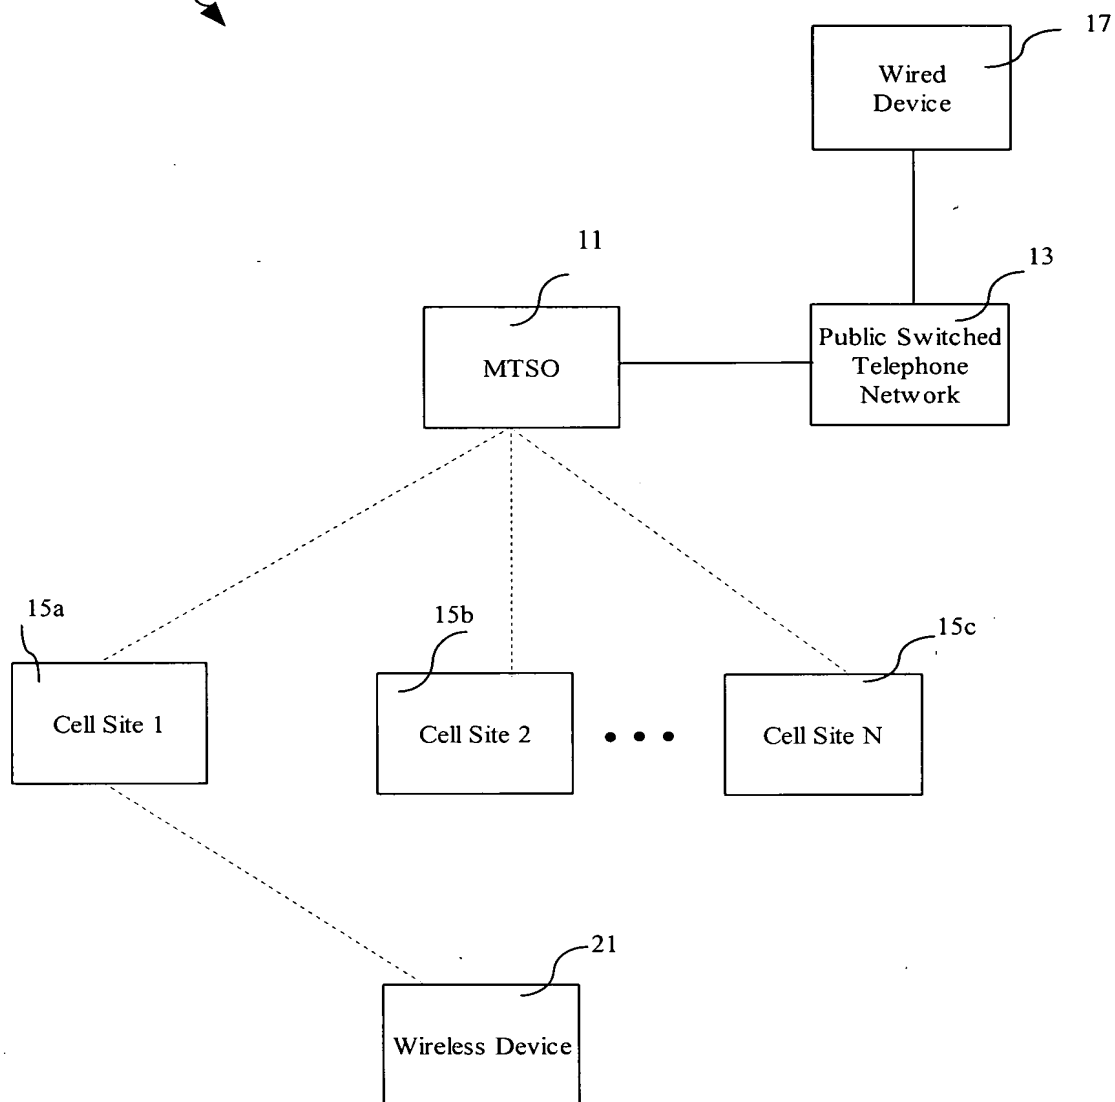 17
Wired
Device
11
13
MTSO
Public Switched
Telephone
Network
15a
15b
15c
Cell Site 1
Cell Site 2
Cell Site N
21
Wireless Device